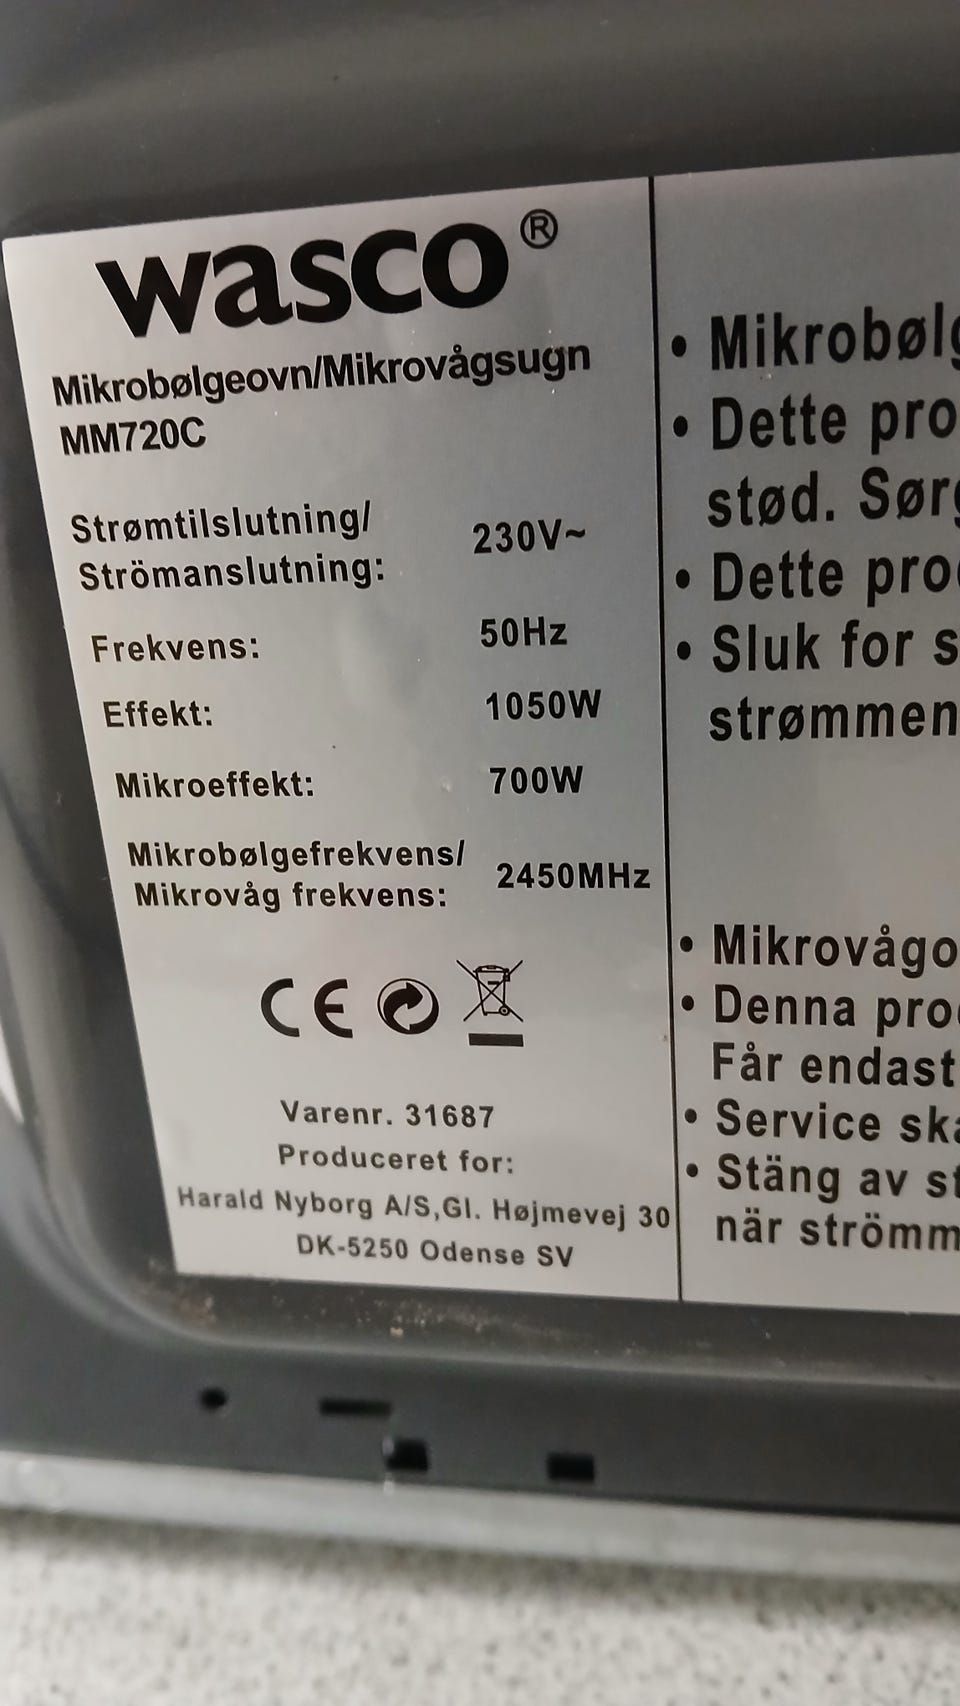 wasco®
Mikrobølgeovn/Mikrovågsugn
MM720C
Strømtilslutning/
Strömanslutning: 230V~
Frekvens: 50Hz
Effekt: 1050W
Mikroeffekt: 700W
Mikrobølgefrekvens/
Mikrovåg frekvens: 2450MHz
CE
Varenr. 31687
Produceret for:
Harald Nyborg A/S,Gl. Højmevej 30
DK-5250 Odense SV
• Mikrobølg
• Dette pro
stød. Sørg
• Dette pro
• Sluk for s
strømmen
• Mikrovågo
• Denna pro
Får endast
• Service ska
• Stäng av st
när strömm